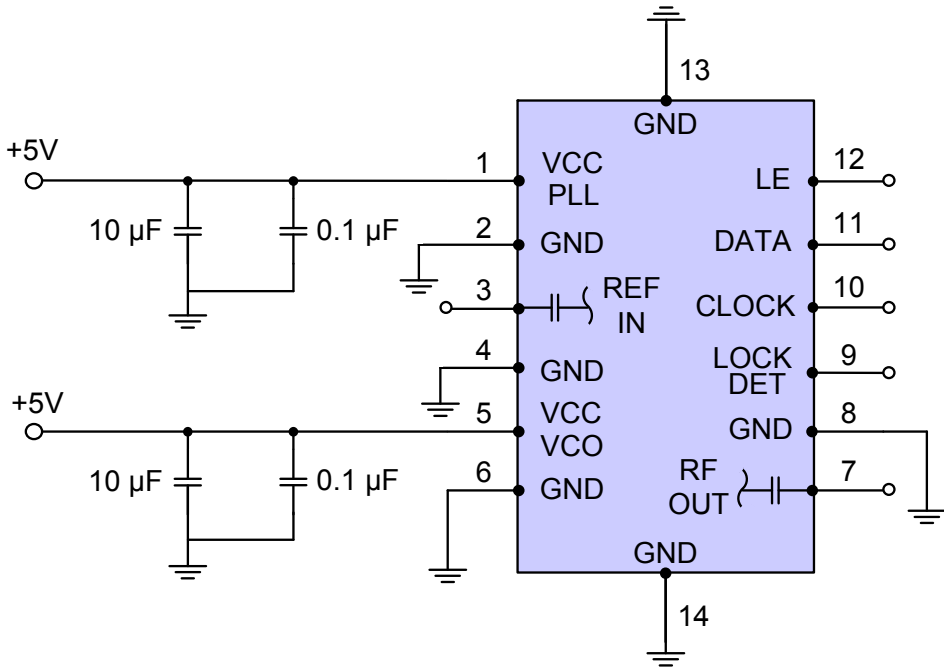 13
GND
+5V
1
VCC
PLL
10 µF
0.1 µF
2
GND
3
REF
IN
4
GND
+5V
5
VCC
VCO
10 µF
0.1 µF
6
GND
12
LE
11
DATA
10
CLOCK
9
LOCK
DET
8
GND
7
RF
OUT
GND
14